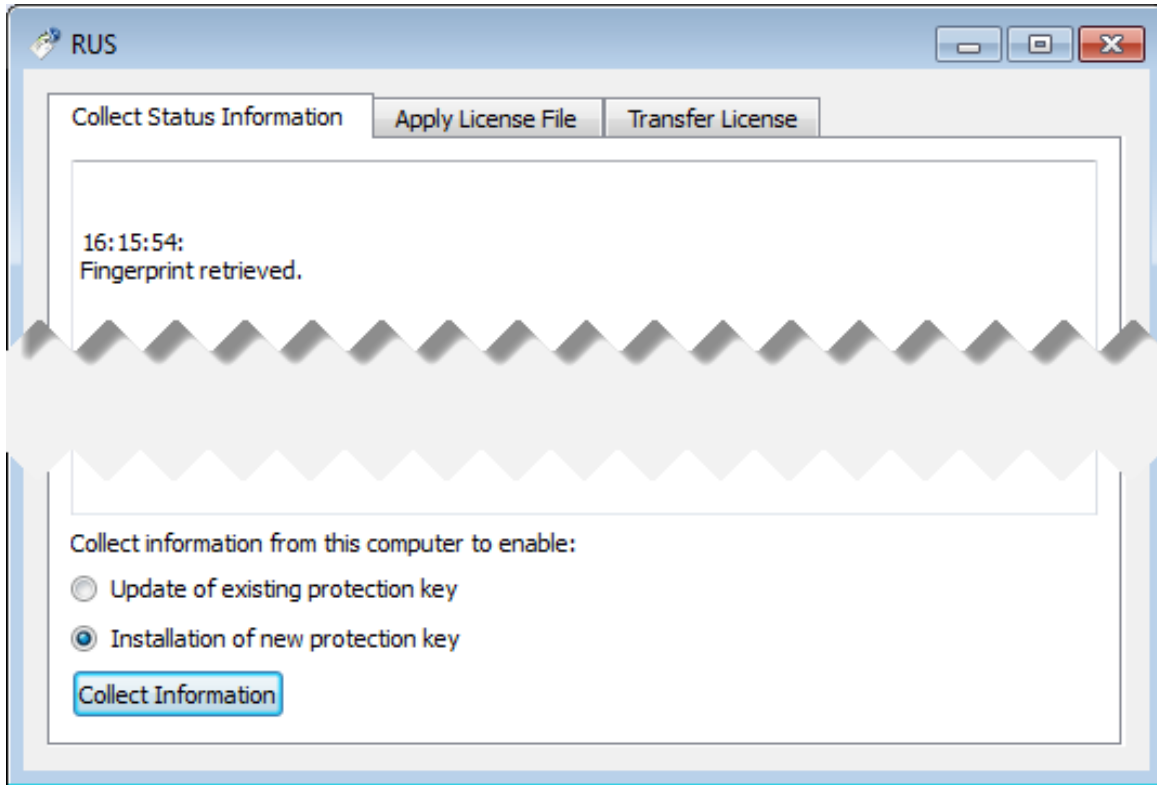 RUS
Collect Status Information Apply License File Transfer License
16:15:54:
Fingerprint retrieved.
Collect information from this computer to enable:
Update of existing protection key
Installation of new protection key
Collect Information